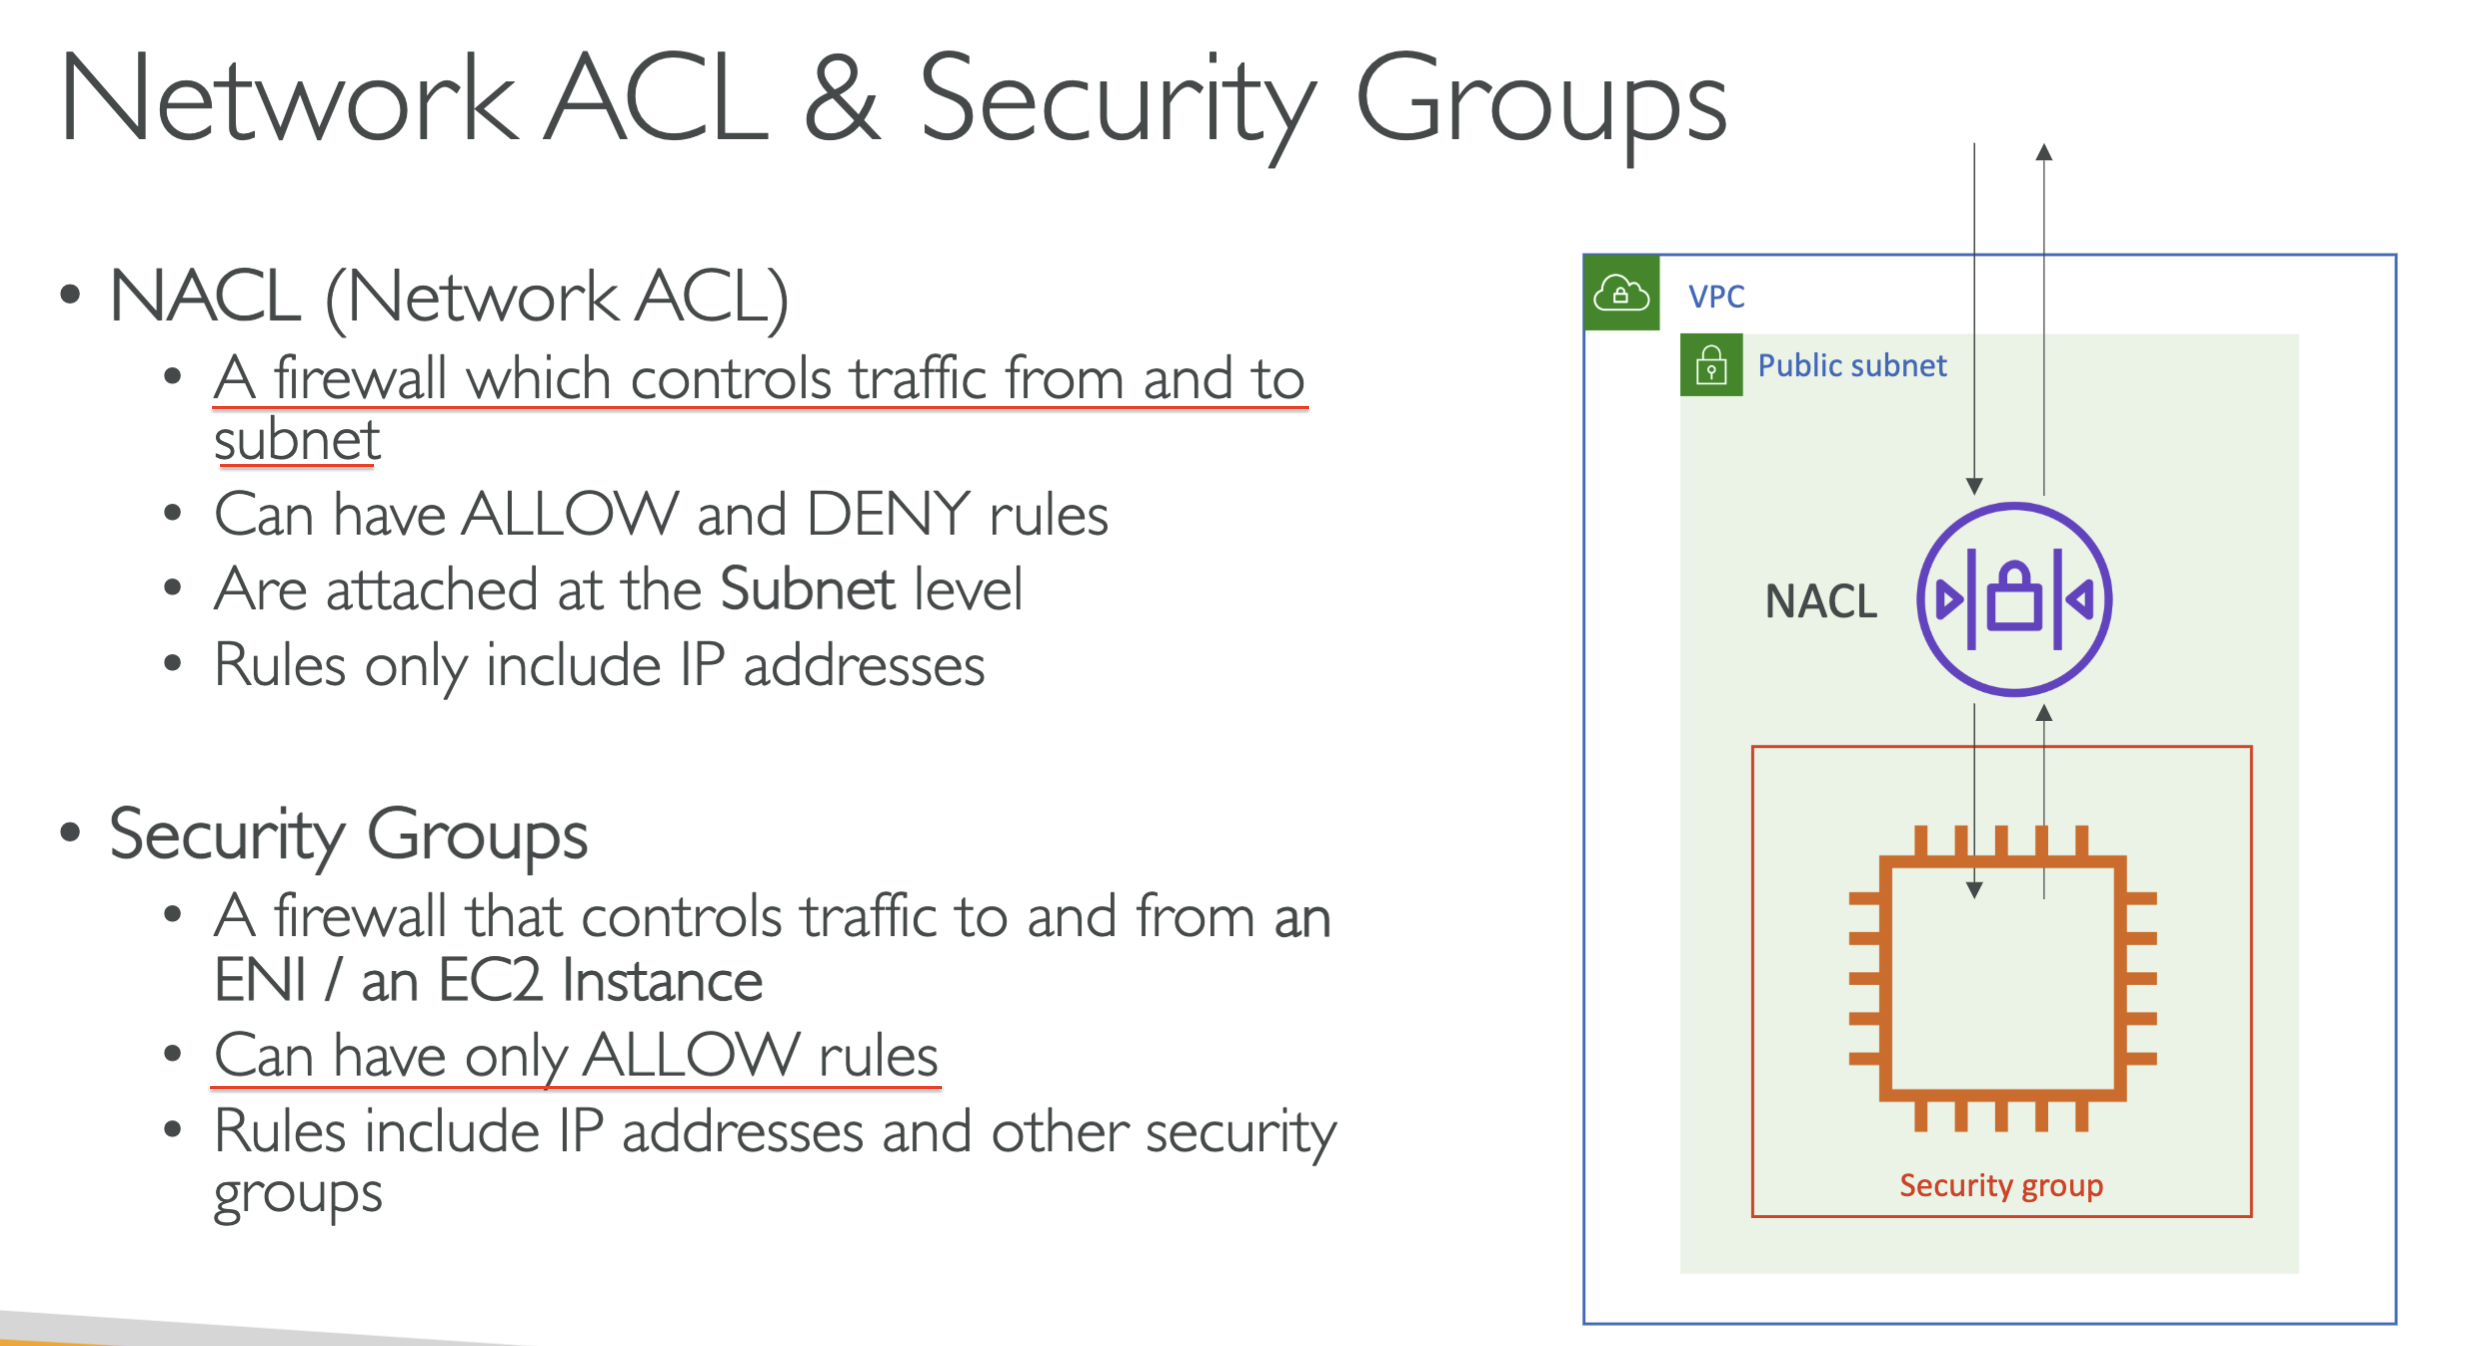 Network ACL & Security Groups
• NACL (Network ACL)
• A firewall which controls traffic from and to
subnet
• Can have ALLOW and DENY rules
• Are attached at the Subnet level
• Rules only include IP addresses
• Security Groups
• A firewall that controls traffic to and from an
ENI / an EC2 Instance
• Can have only ALLOW rules
• Rules include IP addresses and other security
groups
VPC
Public subnet
NACL
Security group